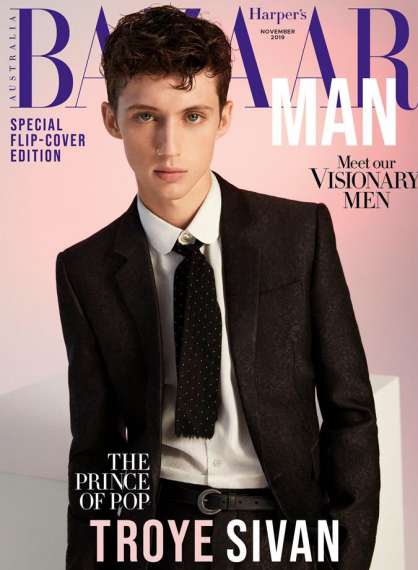 AUSTRALIA
Harper's
BAZAAR
NOVEMBER
2019
MAN
SPECIAL
FLIP-COVER
EDITION
Meet our
VISIONARY
MEN
THE
PRINCE
OF POP
TROYE SIVAN